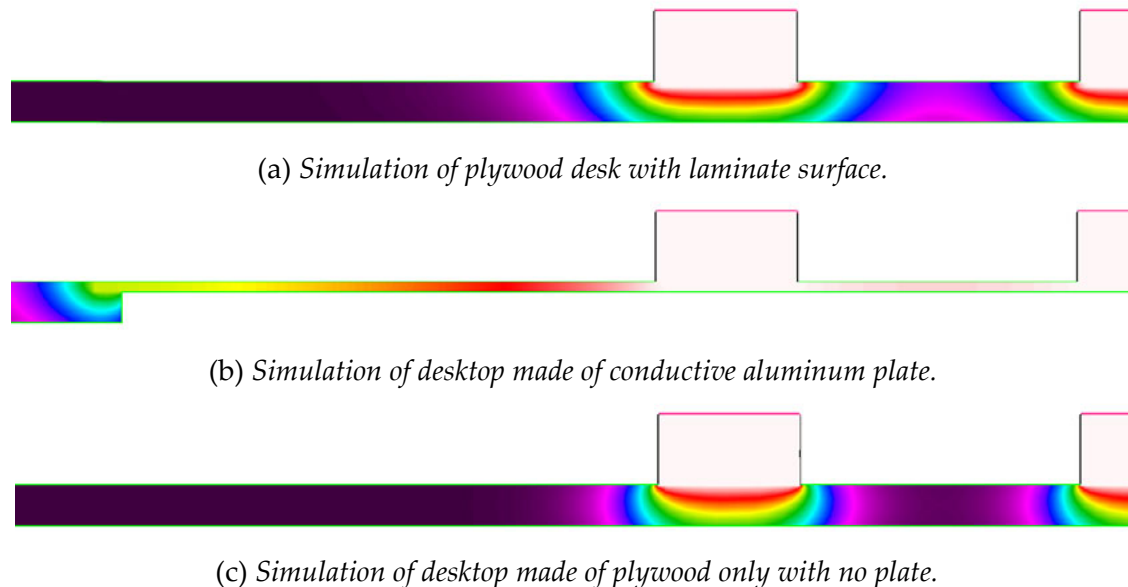 (a) Simulation of plywood desk with laminate surface.
(b) Simulation of desktop made of conductive aluminum plate.
(c) Simulation of desktop made of plywood only with no plate.